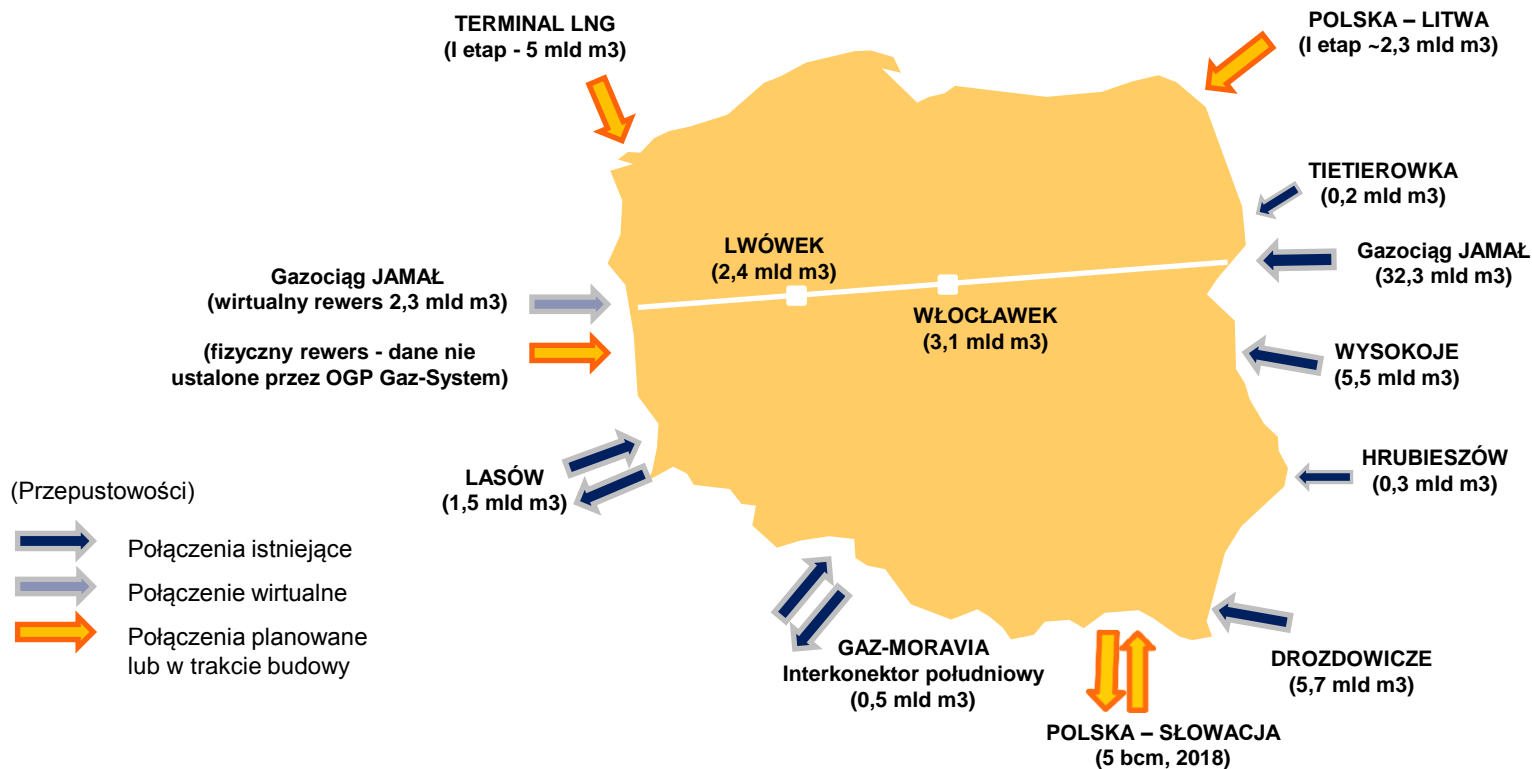 TERMINAL LNG
(I etap - 5 mld m3)
POLSKA – LITWA
(I etap ~2,3 mld m3)
TIETIEROWKA
(0,2 mld m3)
LWÓWEK
(2,4 mld m3)
Gazociąg JAMAŁ
(32,3 mld m3)
Gazociąg JAMAŁ
(wirtualny rewers 2,3 mld m3)
WŁOCŁAWEK
(3,1 mld m3)
(fizyczny rewers - dane nie
ustalone przez OGP Gaz-System)
WYSOKOJE
(5,5 mld m3)
LASÓW
(1,5 mld m3)
HRUBIESZÓW
(0,3 mld m3)
(Przepustowości)
Połączenia istniejące
Połączenie wirtualne
Połączenia planowane
lub w trakcie budowy
GAZ-MORAVIA
Interkonektor południowy
(0,5 mld m3)
DROZDOWICZE
(5,7 mld m3)
POLSKA – SŁOWACJA
(5 bcm, 2018)